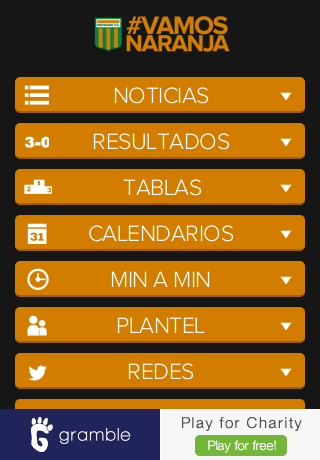 #VAMOS
NARANJA
NOTICIAS
3-0 RESULTADOS
TABLAS
31 CALENDARIOS
MIN A MIN
PLANTEL
REDES
gramble
Play for Charity
Play for free!